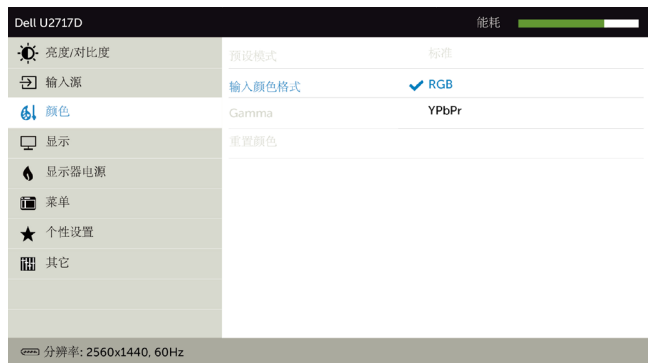 Dell U2717D 能耗
亮度/对比度
输入源
颜色
显示
显示器电源
菜单
个性设置
其它
预设模式 标准
输入颜色格式 RGB
Gamma YPbPr
重置颜色
分辨率: 2560x1440, 60Hz